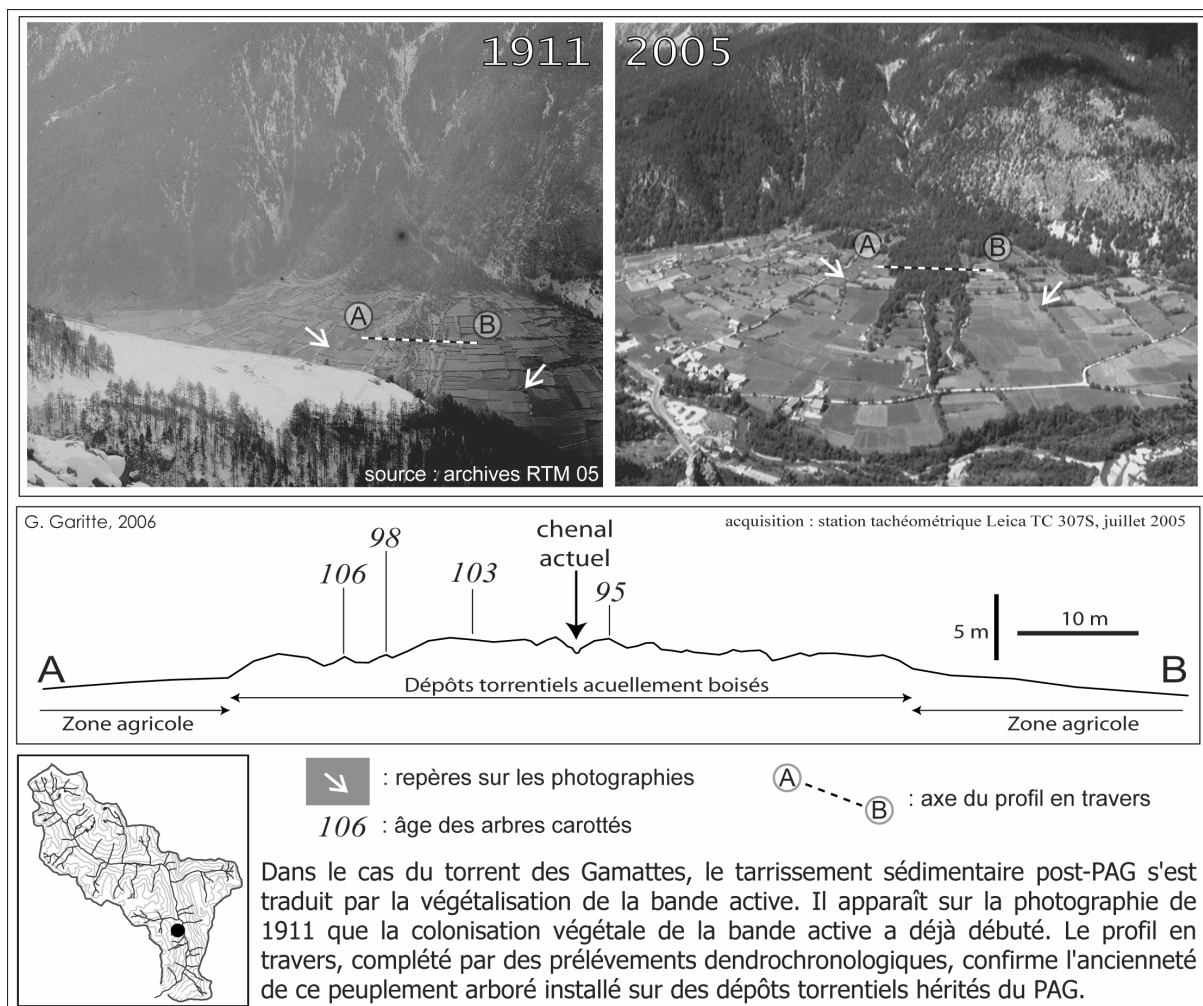 1911
2005
A
B
A
B
source : archives RTM 05
G. Garitte, 2006
acquisition : station tachéométrique Leica TC 307S, juillet 2005
chenal
actuel
98
106
103
95
5 m
10 m
A
B
Dépôts torrentiels acuellement boisés
Zone agricole
Zone agricole
: repères sur les photographies
A
B
: axe du profil en travers
106 : âge des arbres carottés
Dans le cas du torrent des Gamattes, le tarrissement sédimentaire post-PAG s'est
traduit par la végétalisation de la bande active. Il apparaît sur la photographie de
1911 que la colonisation végétale de la bande active a déjà débuté. Le profil en
travers, complété par des prélévements dendrochronologiques, confirme l'ancienneté
de ce peuplement arboré installé sur des dépôts torrentiels hérités du PAG.